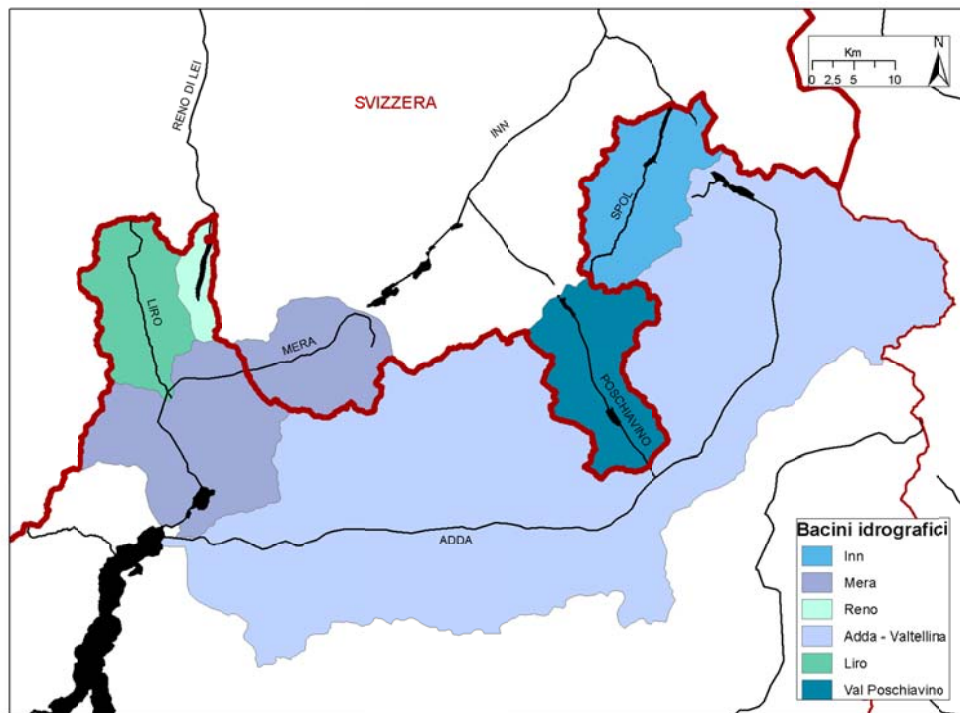 Km
N
0 2,5 5 10
SVIZZERA
RENO DI LEI
INN
SPOL
LIRO
MERA
POSCHIAVINO
ADDA
Bacini idrografici
Inn
Mera
Reno
Adda - Valtellina
Liro
Val Poschiavino